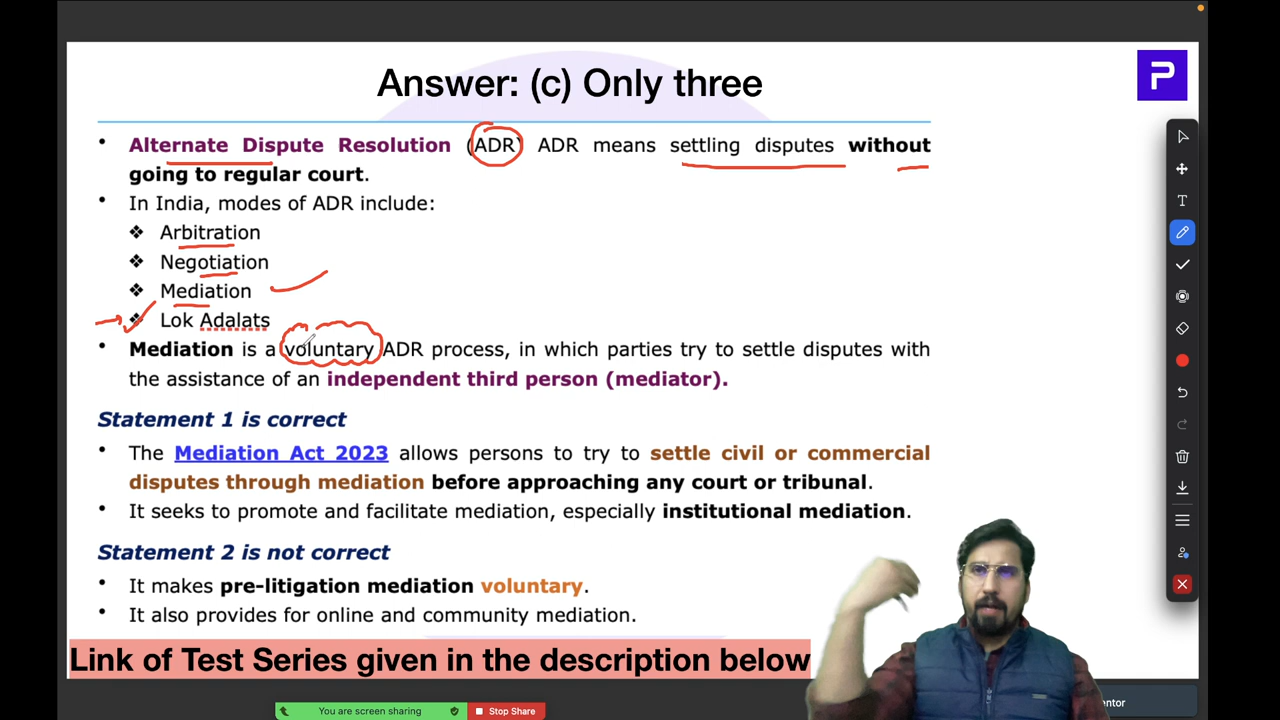 Answer: (c) Only three
P
• Alternate Dispute Resolution (ADR) ADR means settling disputes without
going to regular court.
• In India, modes of ADR include:
❖ Arbitration
❖ Negotiation
❖ Mediation
❖ Lok Adalats
• Mediation is a voluntary ADR process, in which parties try to settle disputes with
the assistance of an independent third person (mediator).
Statement 1 is correct
• The Mediation Act 2023 allows persons to try to settle civil or commercial
disputes through mediation before approaching any court or tribunal.
• It seeks to promote and facilitate mediation, especially institutional mediation.
Statement 2 is not correct
• It makes pre-litigation mediation voluntary.
• It also provides for online and community mediation.
Link of Test Series given in the description below
You are screen sharing
Stop Share
T